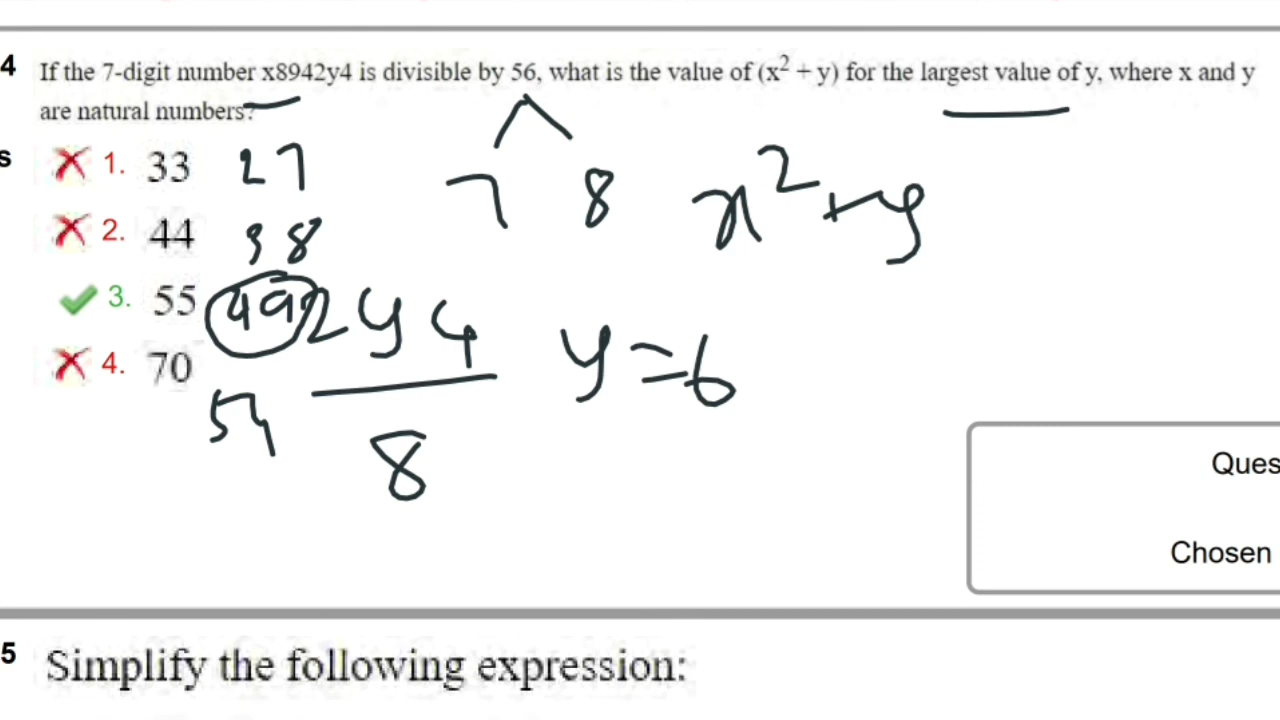 4 If the 7-digit number x8942y4 is divisible by 56, what is the value of (x² + y) for the largest value of y, where x and y
are natural numbers?
s 1. 33 27
7 8 x²+y
2. 44 38
3. 55 49 2y4 y=6
4. 70
54 8
Ques
Chosen
5 Simplify the following expression: